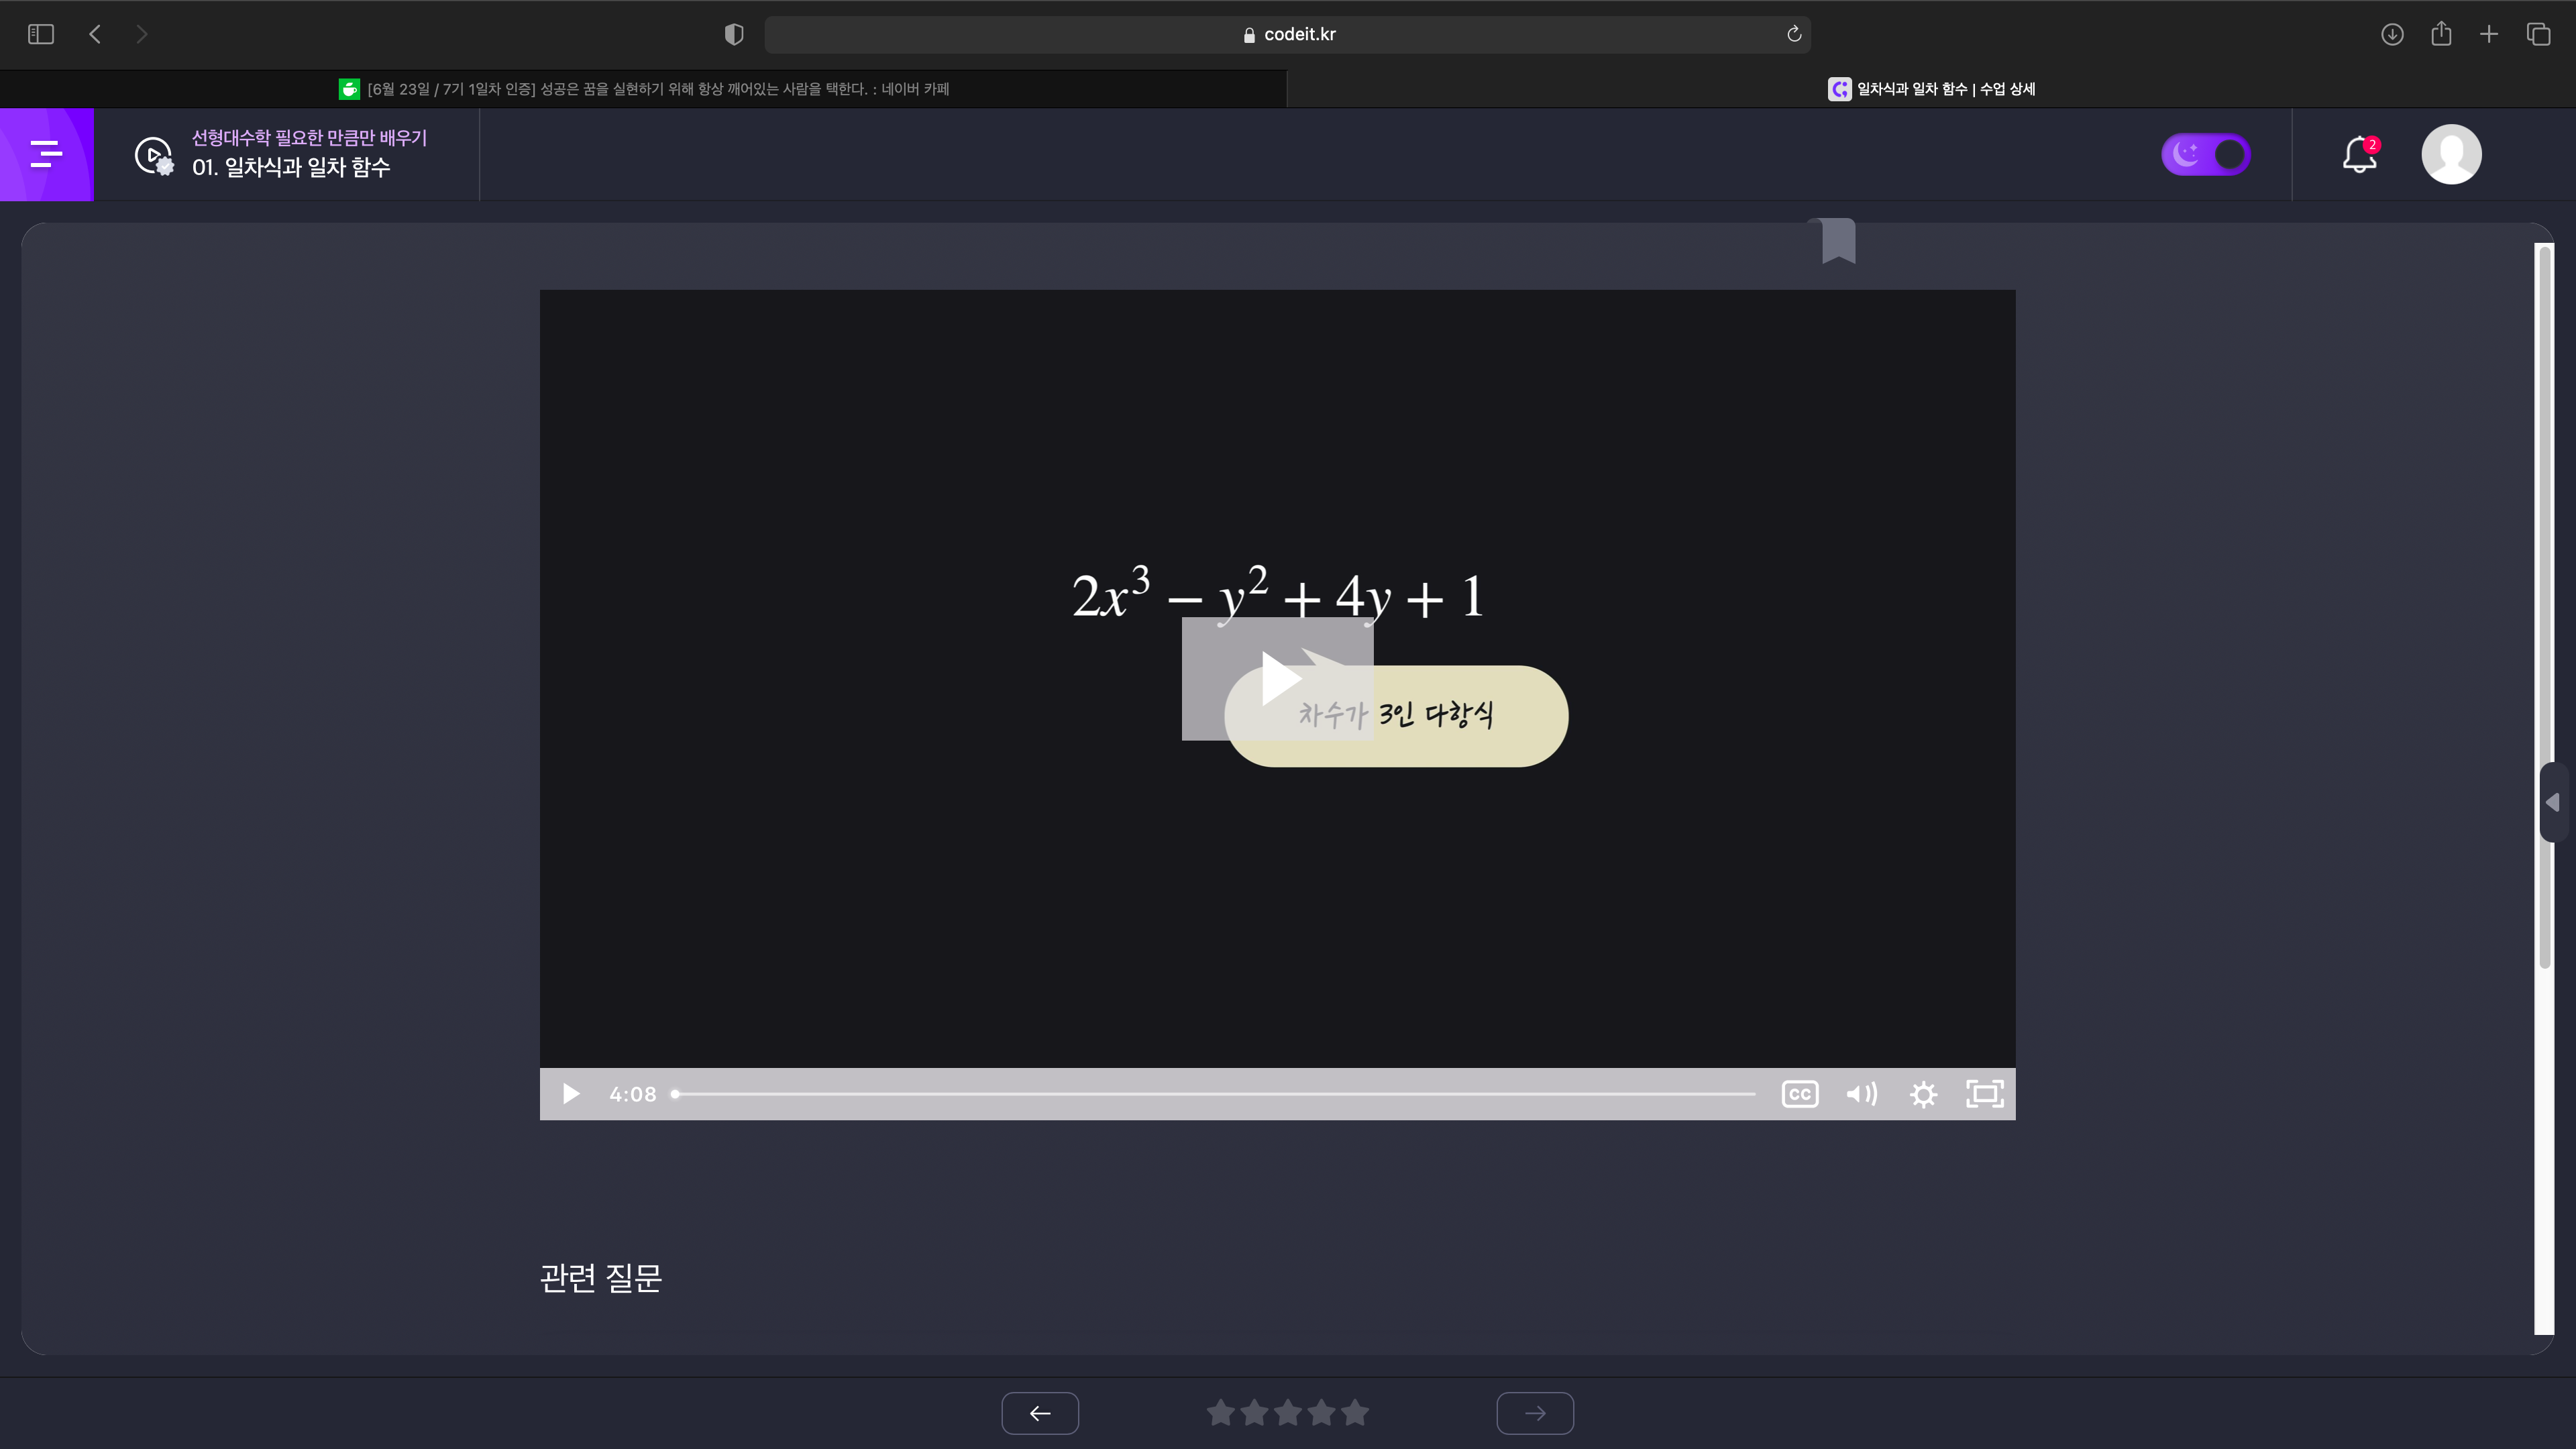 codeit.kr
[6월 23일 / 7기 1일차 인증] 성공은 꿈을 실현하기 위해 항상 깨어있는 사람을 택한다. : 네이버 카페
일차식과 일차 함수 | 수업 상세
선형대수학 필요한 만큼만 배우기
01. 일차식과 일차 함수
2
2x³ − y² + 4y + 1
차수가 3인 다항식
4:08
CC
관련 질문